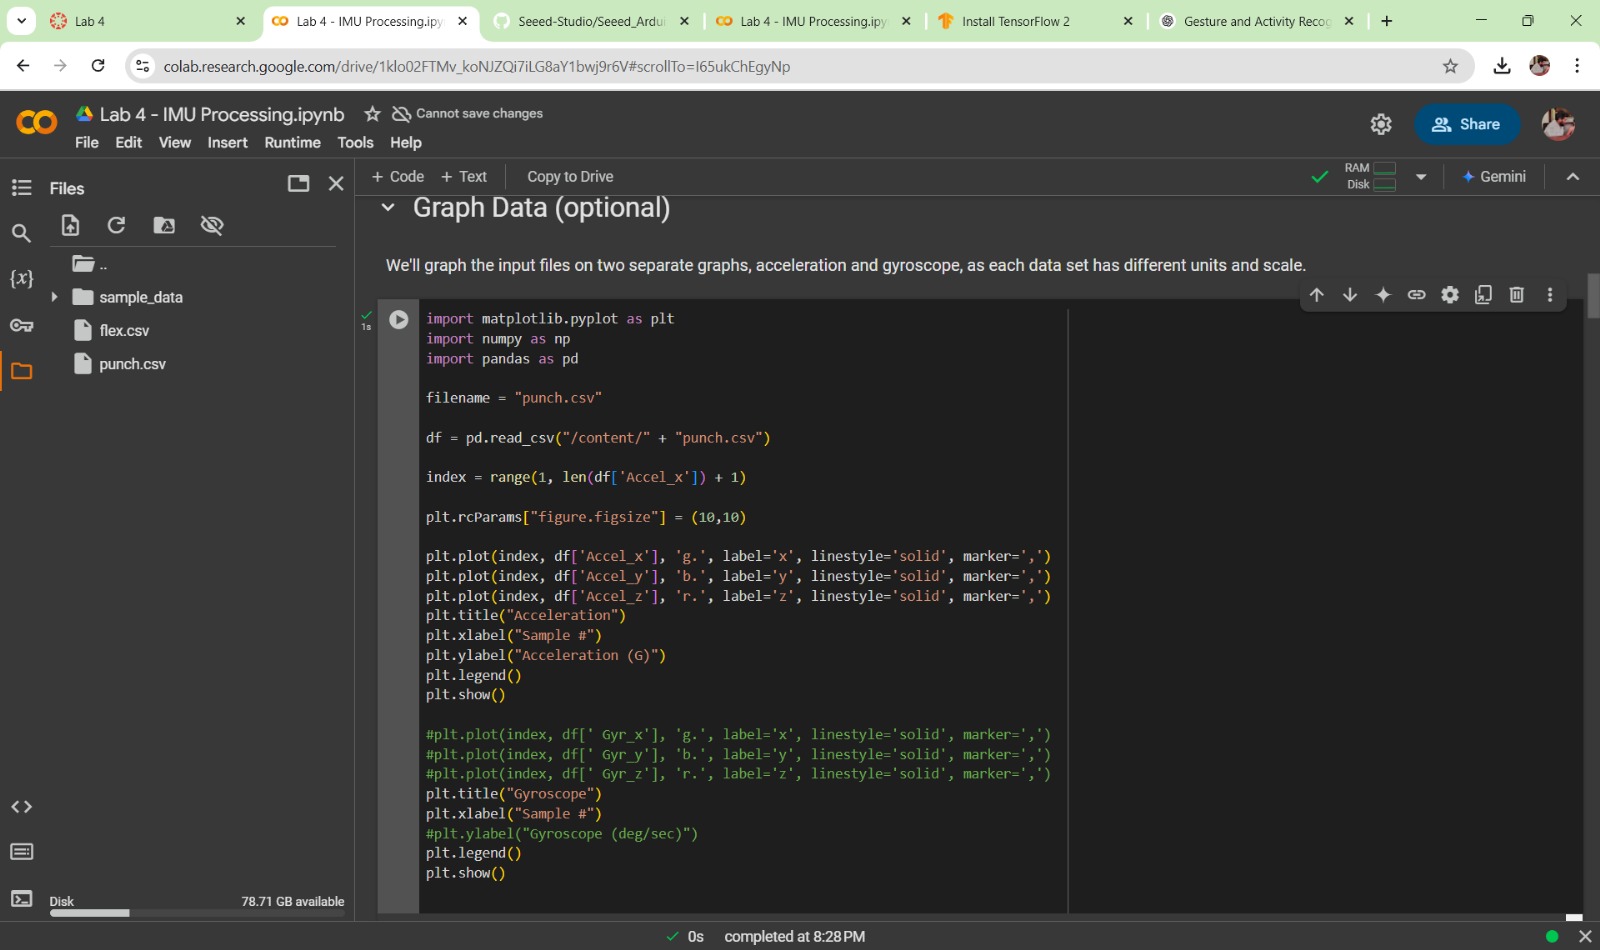 Lab 4
Lab 4 - IMU Processing.ipy
Seeed-Studio/Seeed_Ardui
Lab 4 - IMU Processing.ipy
Install TensorFlow 2
Gesture and Activity Recog
colab.research.google.com/drive/1klo02FTMv_koNJZQi7iLG8aY1bwj9r6V#scrollTo=I65ukChEgyNp
Lab 4 - IMU Processing.ipynb
Cannot save changes
Share
File Edit View Insert Runtime Tools Help
Files
+ Code + Text Copy to Drive
RAM
Disk
Gemini
..
sample_data
flex.csv
punch.csv
Disk 78.71 GB available
Graph Data (optional)
We'll graph the input files on two separate graphs, acceleration and gyroscope, as each data set has different units and scale.
1s
import matplotlib.pyplot as plt
import numpy as np
import pandas as pd
filename = "punch.csv"
df = pd.read_csv("/content/" + "punch.csv")
index = range(1, len(df['Accel_x']) + 1)
plt.rcParams["figure.figsize"] = (10,10)
plt.plot(index, df['Accel_x'], 'g.', label='x', linestyle='solid', marker=',')
plt.plot(index, df['Accel_y'], 'b.', label='y', linestyle='solid', marker=',')
plt.plot(index, df['Accel_z'], 'r.', label='z', linestyle='solid', marker=',')
plt.title("Acceleration")
plt.xlabel("Sample #")
plt.ylabel("Acceleration (G)")
plt.legend()
plt.show()
#plt.plot(index, df[' Gyr_x'], 'g.', label='x', linestyle='solid', marker=',')
#plt.plot(index, df[' Gyr_y'], 'b.', label='y', linestyle='solid', marker=',')
#plt.plot(index, df[' Gyr_z'], 'r.', label='z', linestyle='solid', marker=',')
plt.title("Gyroscope")
plt.xlabel("Sample #")
#plt.ylabel("Gyroscope (deg/sec)")
plt.legend()
plt.show()
0s completed at 8:28 PM